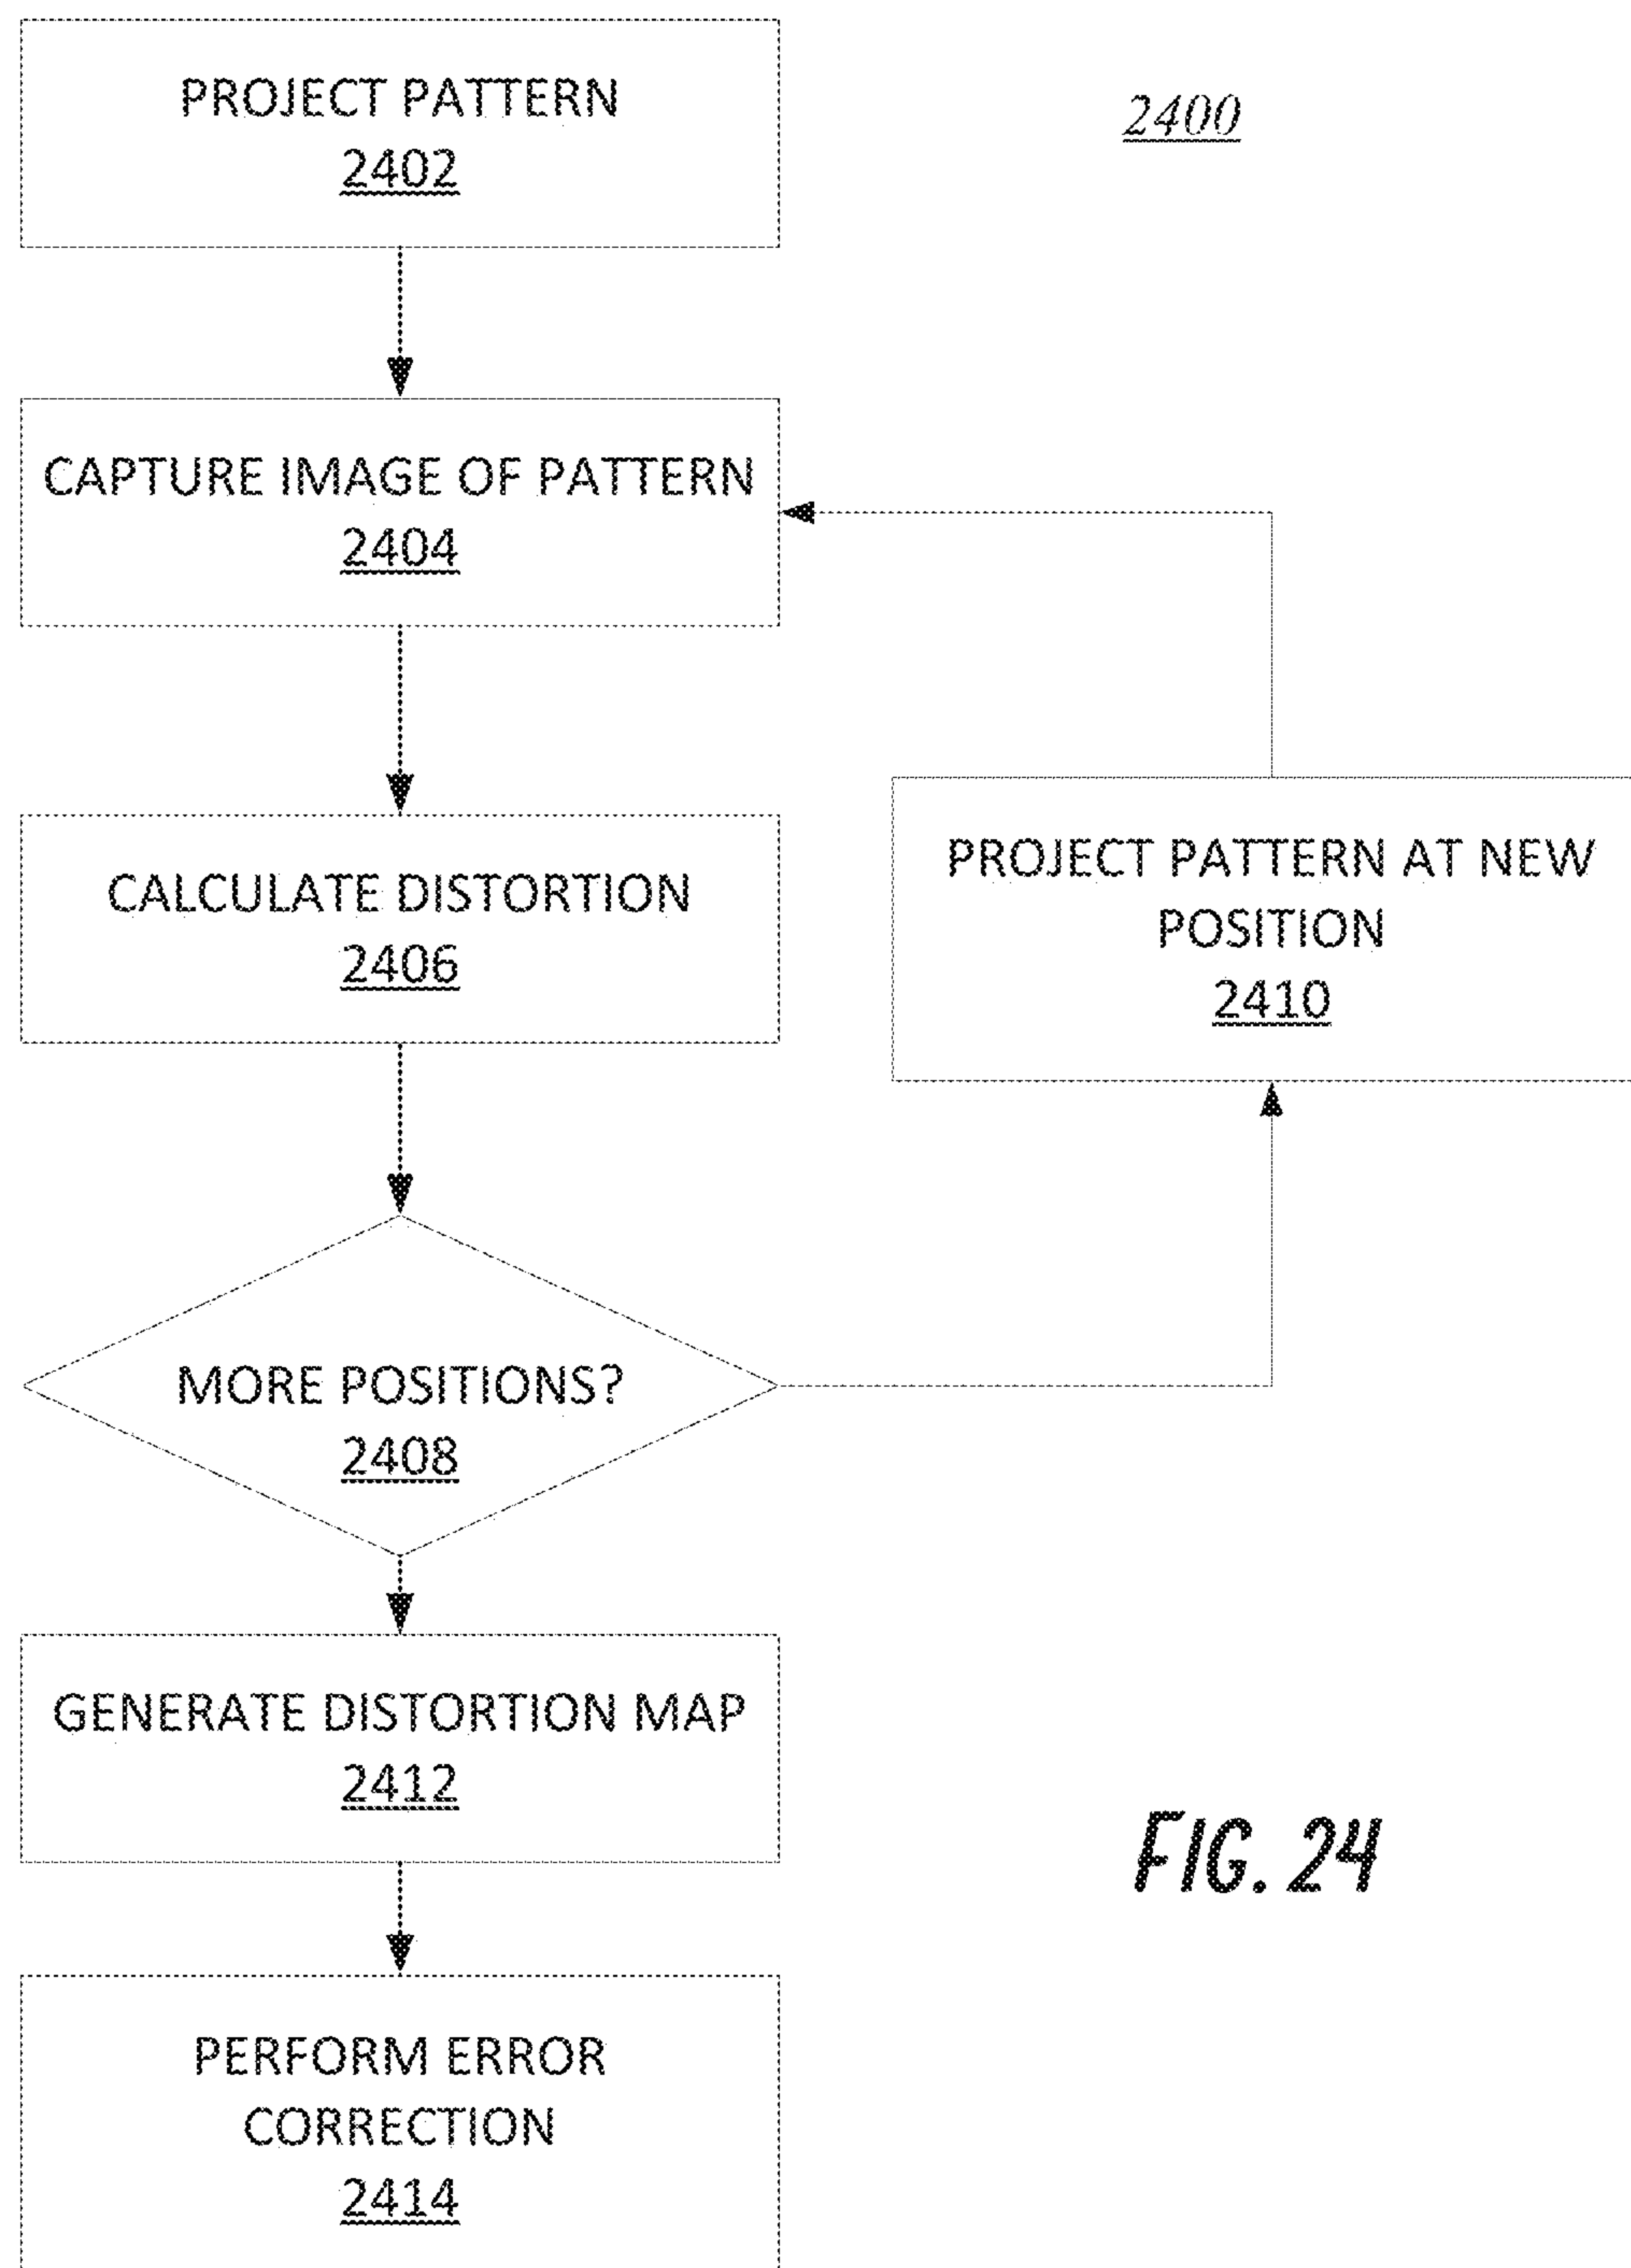 PROJECT PATTERN
2402
2400
CAPTURE IMAGE OF PATTERN
2404
CALCULATE DISTORTION
2406
PROJECT PATTERN AT NEW
POSITION
2410
MORE POSITIONS?
2408
GENERATE DISTORTION MAP
2412
FIG. 24
PERFORM ERROR
CORRECTION
2414